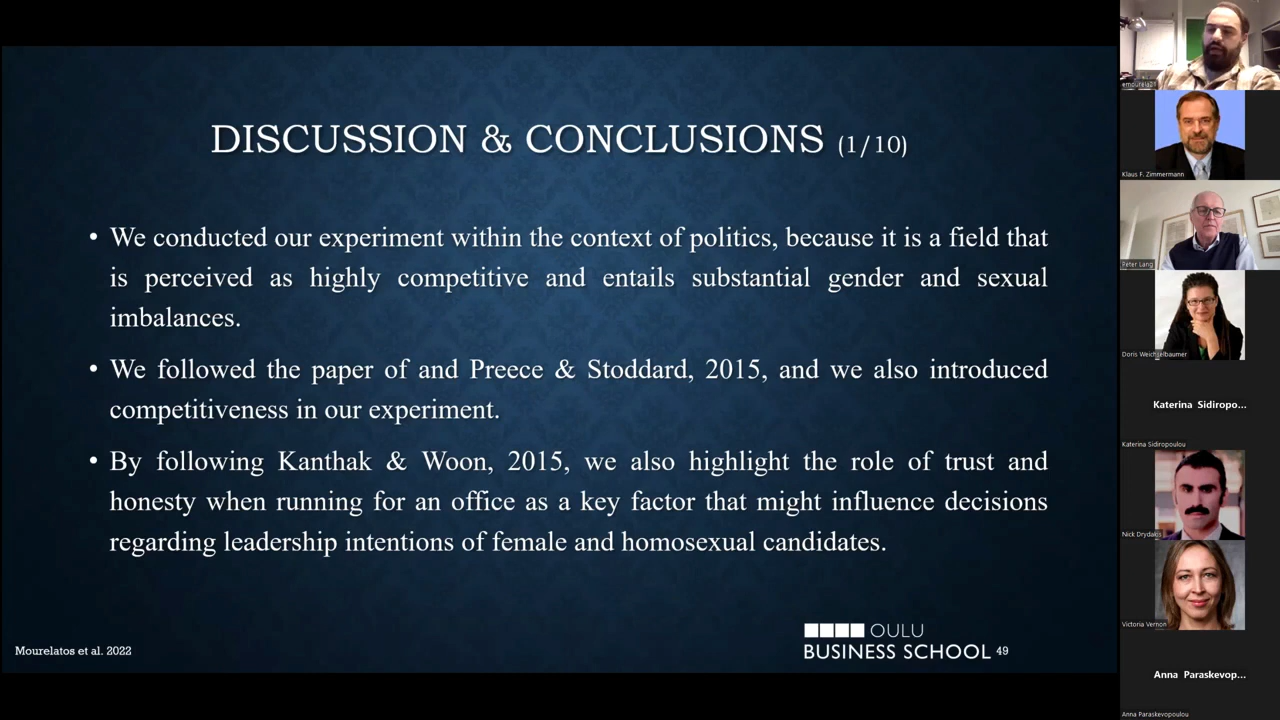 DISCUSSION & CONCLUSIONS (1/10)
• We conducted our experiment within the context of politics, because it is a field that
is perceived as highly competitive and entails substantial gender and sexual
imbalances.
• We followed the paper of and Preece & Stoddard, 2015, and we also introduced
competitiveness in our experiment.
• By following Kanthak & Woon, 2015, we also highlight the role of trust and
honesty when running for an office as a key factor that might influence decisions
regarding leadership intentions of female and homosexual candidates.
Mourelatos et al. 2022
OULU
BUSINESS SCHOOL 49
Klaus F. Zimmermann
Peter Lang
Doris Weichselbaumer
Katerina Sidiropo...
Katerina Sidiropoulou
Nick Drydakis
Victoria Vernon
Anna Paraskevop...
Anna Paraskevopoulou